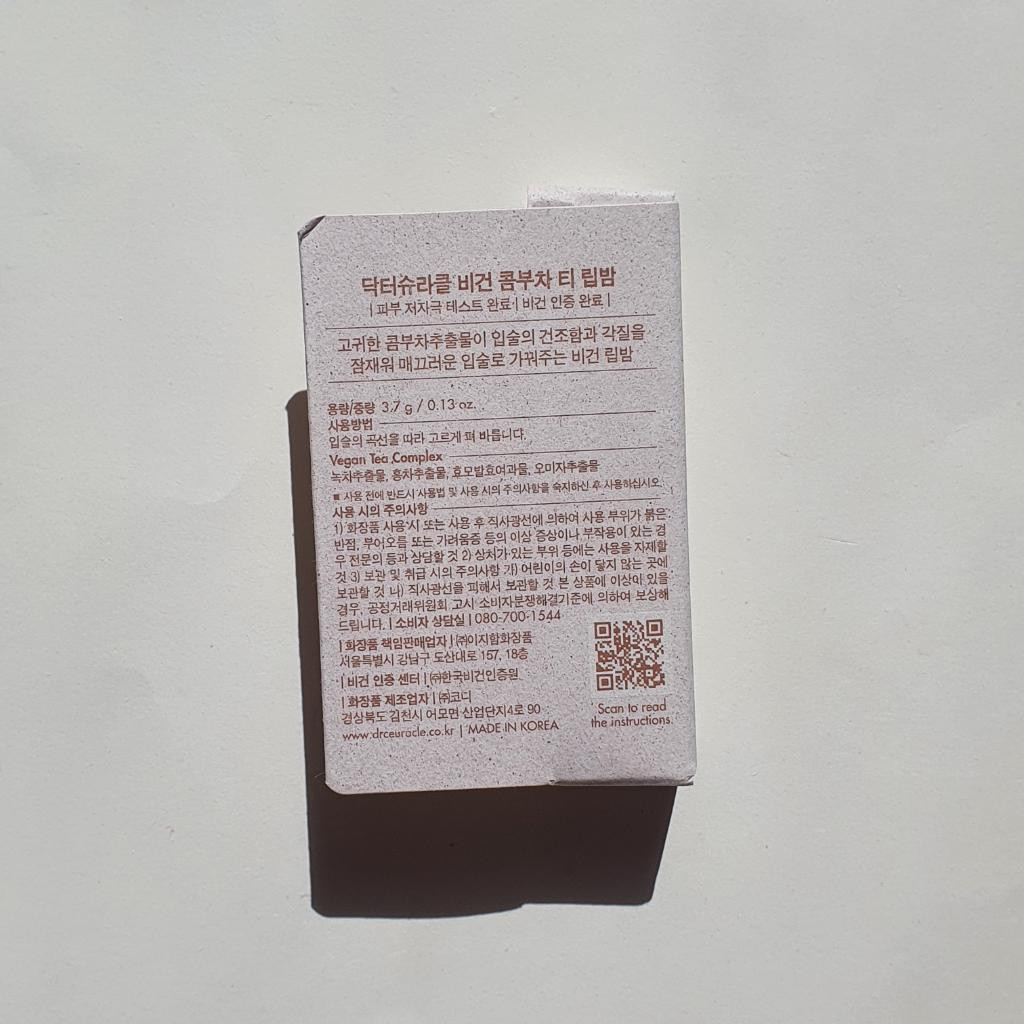 닥터슈라클 비건 콤부차 티 립밤
| 피부 저자극 테스트 완료 | 비건 인증 완료 |
고귀한 콤부차추출물이 입술의 건조함과 각질을
잠재워 매끄러운 입술로 가꿔주는 비건 립밤
용량/중량 3.7 g / 0.13 oz.
사용방법
입술의 곡선을 따라 고르게 펴 바릅니다.
Vegan Tea Complex
녹차추출물, 홍차추출물, 효모발효여과물, 오미자추출물
■ 사용 전에 반드시 사용법 및 사용 시의 주의사항을 숙지하신 후 사용하십시오.
사용 시의 주의사항
1) 화장품 사용 시 또는 사용 후 직사광선에 의하여 사용 부위가 붉은
반점, 부어오름 또는 가려움증 등의 이상 증상이나 부작용이 있는 경
우 전문의 등과 상담할 것 2) 상처가 있는 부위 등에는 사용을 자제할
것 3) 보관 및 취급 시의 주의사항 가) 어린이의 손이 닿지 않는 곳에
보관할 것 나) 직사광선을 피해서 보관할 것 본 상품에 이상이 있을
경우, 공정거래위원회 고시 소비자분쟁해결기준에 의하여 보상해
드립니다. | 소비자 상담실 | 080-700-1544
| 화장품 책임판매업자 | ㈜이지함화장품
서울특별시 강남구 도산대로 157, 18층
| 비건 인증 센터 | ㈜한국비건인증원
| 화장품 제조업자 | ㈜코디
경상북도 김천시 어모면 산업단지4로 90
www.drceuracle.co.kr | MADE IN KOREA
Scan to read
the instructions.